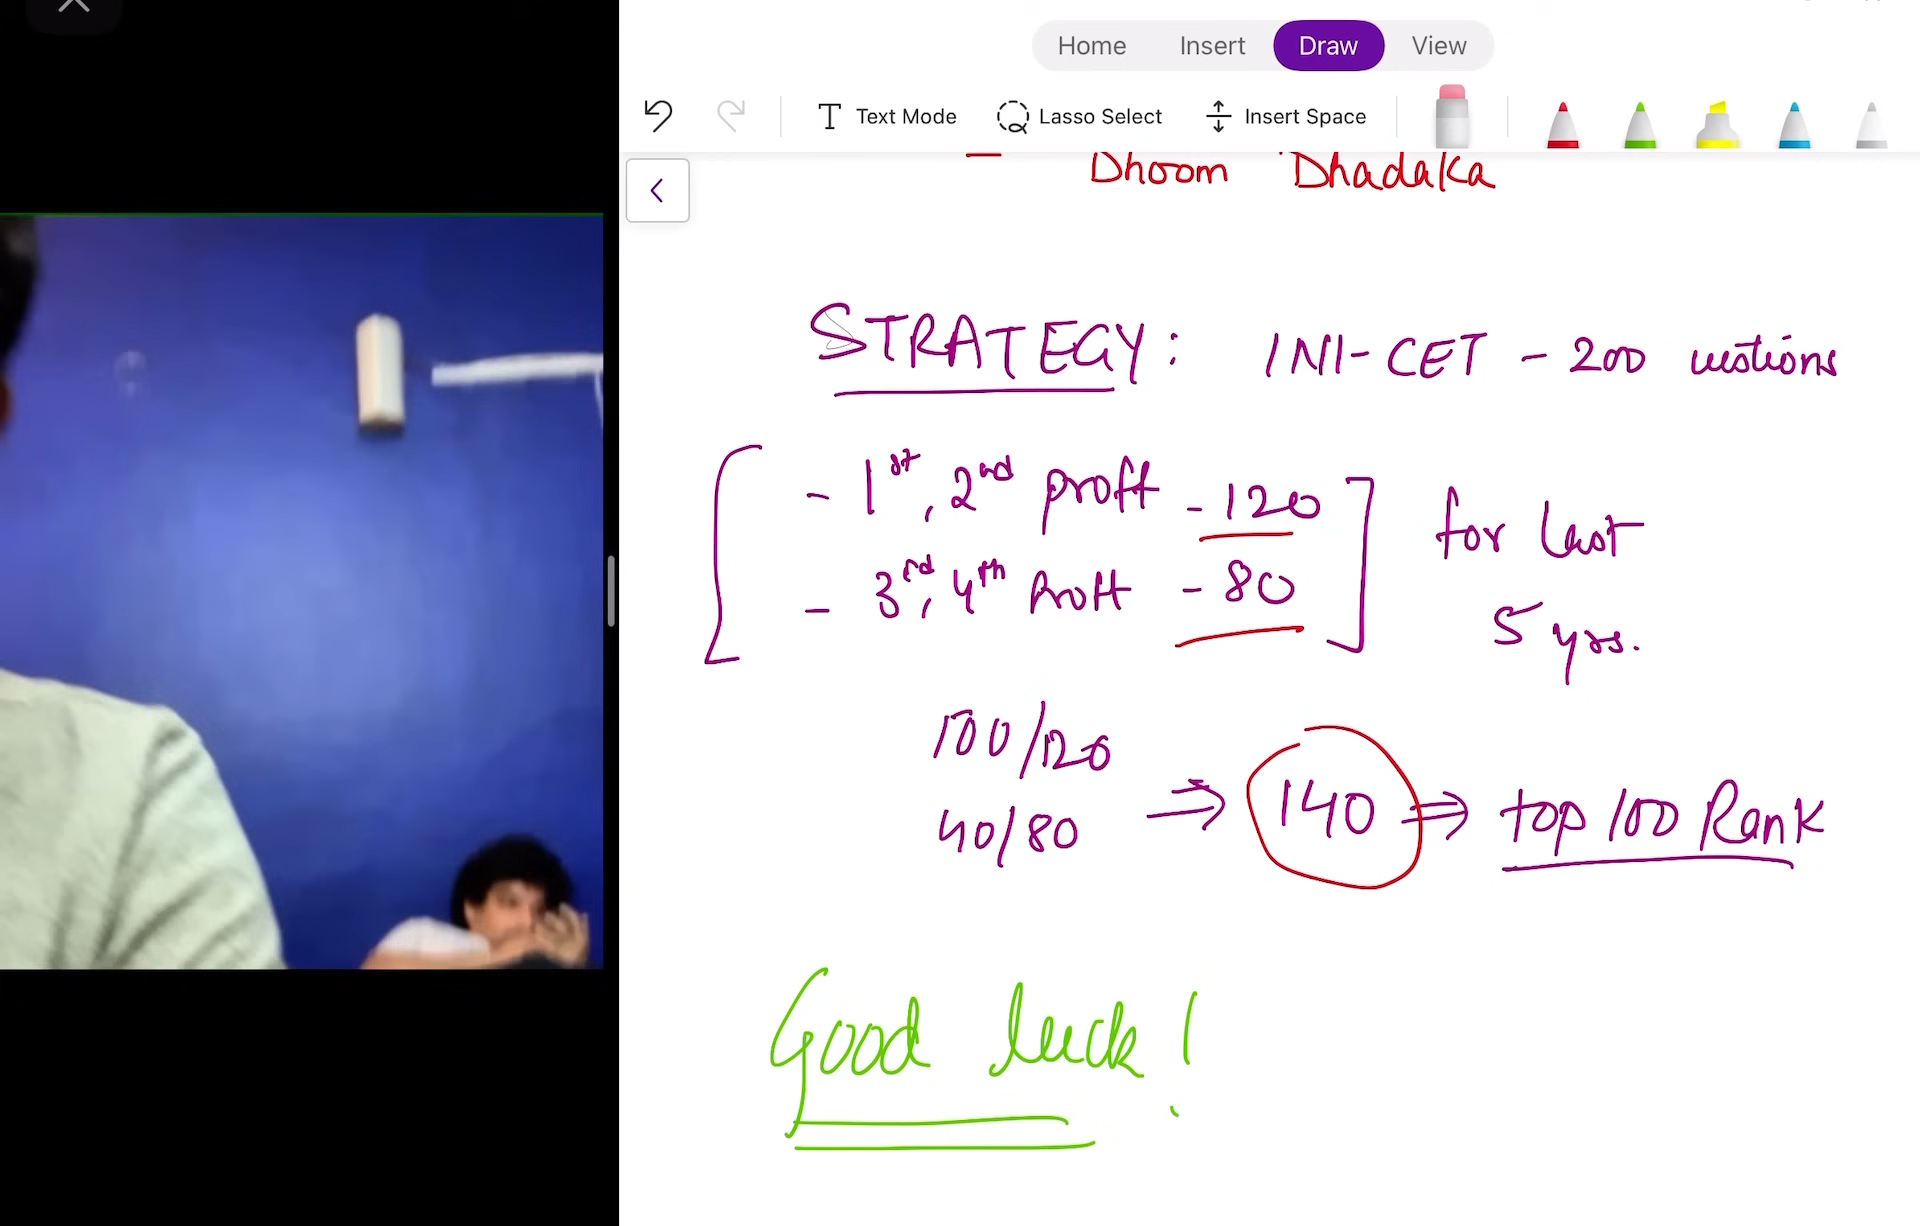 Home Insert Draw View
Text Mode Lasso Select Insert Space
Dhoom Dhadaka
STRATEGY: INI-CET - 200 uestions
- 1st, 2nd proff - 120
- 3rd, 4th Proff - 80
for last
5 yrs.
100/120
40/80
⇒ 140 ⇒ top 100 Rank
Good luck!